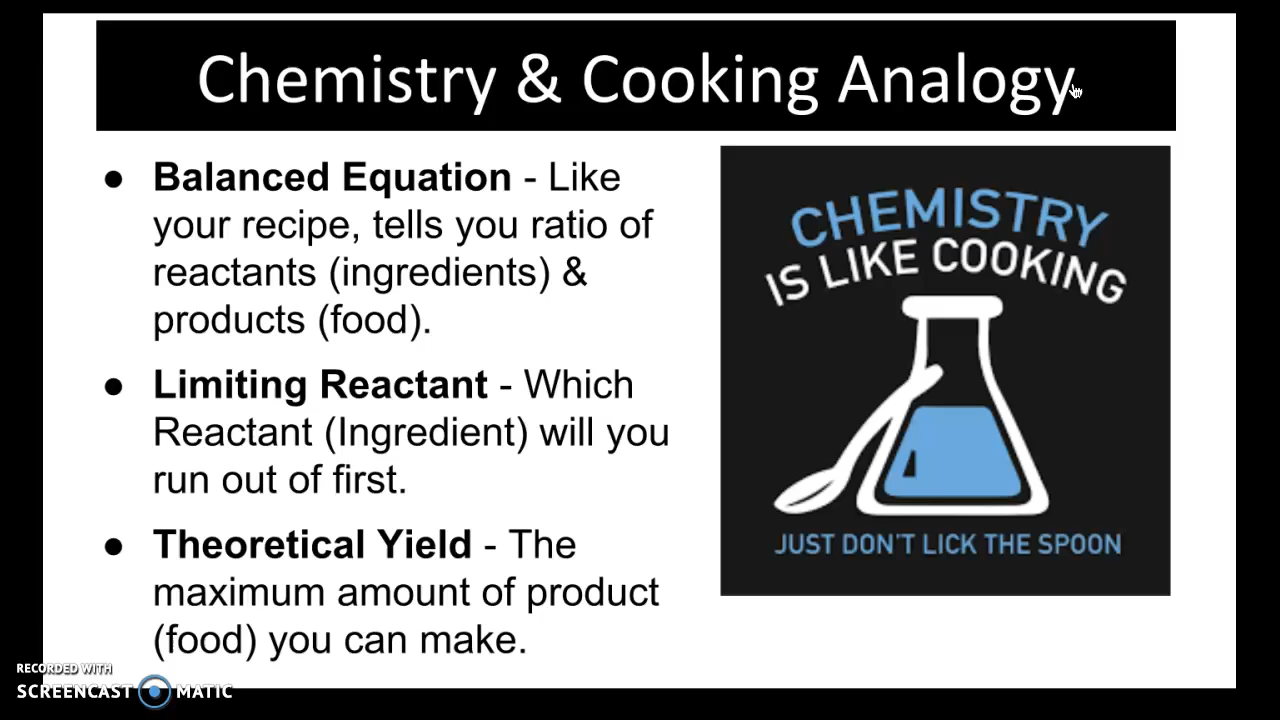 Chemistry & Cooking Analogy
● Balanced Equation - Like
your recipe, tells you ratio of
reactants (ingredients) &
products (food).
● Limiting Reactant - Which
Reactant (Ingredient) will you
run out of first.
● Theoretical Yield - The
maximum amount of product
(food) you can make.
CHEMISTRY
IS LIKE COOKING
JUST DON'T LICK THE SPOON
RECORDED WITH
SCREENCAST MATIC